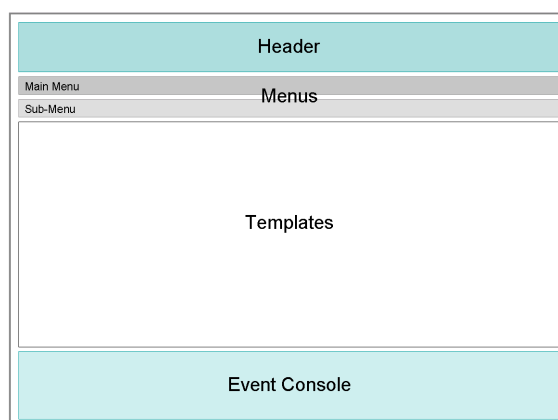 Header
Main Menu
Menus
Sub-Menu
Templates
Event Console